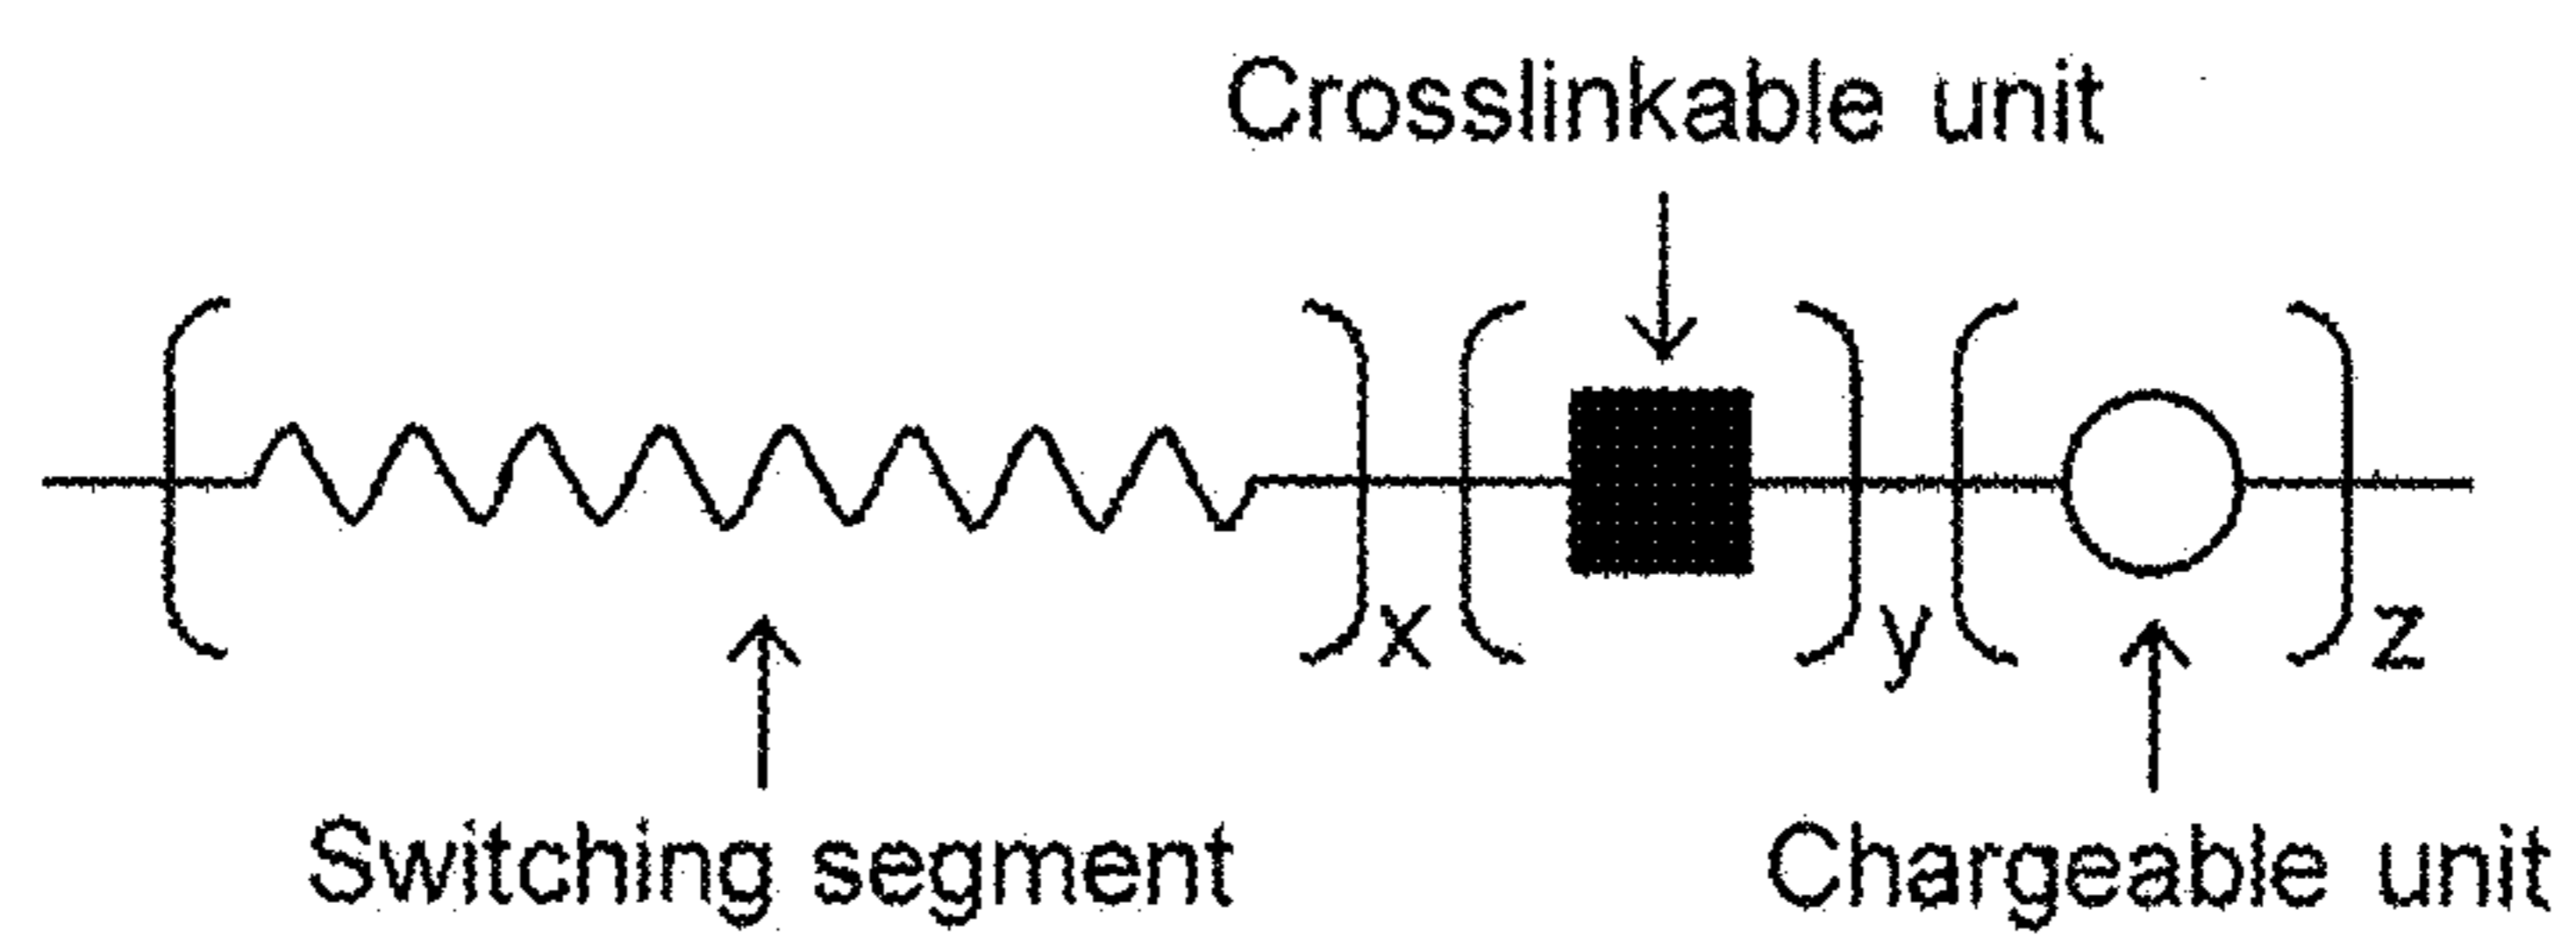 Crosslinkable unit
x
y
z
Switching segment
Chargeable unit